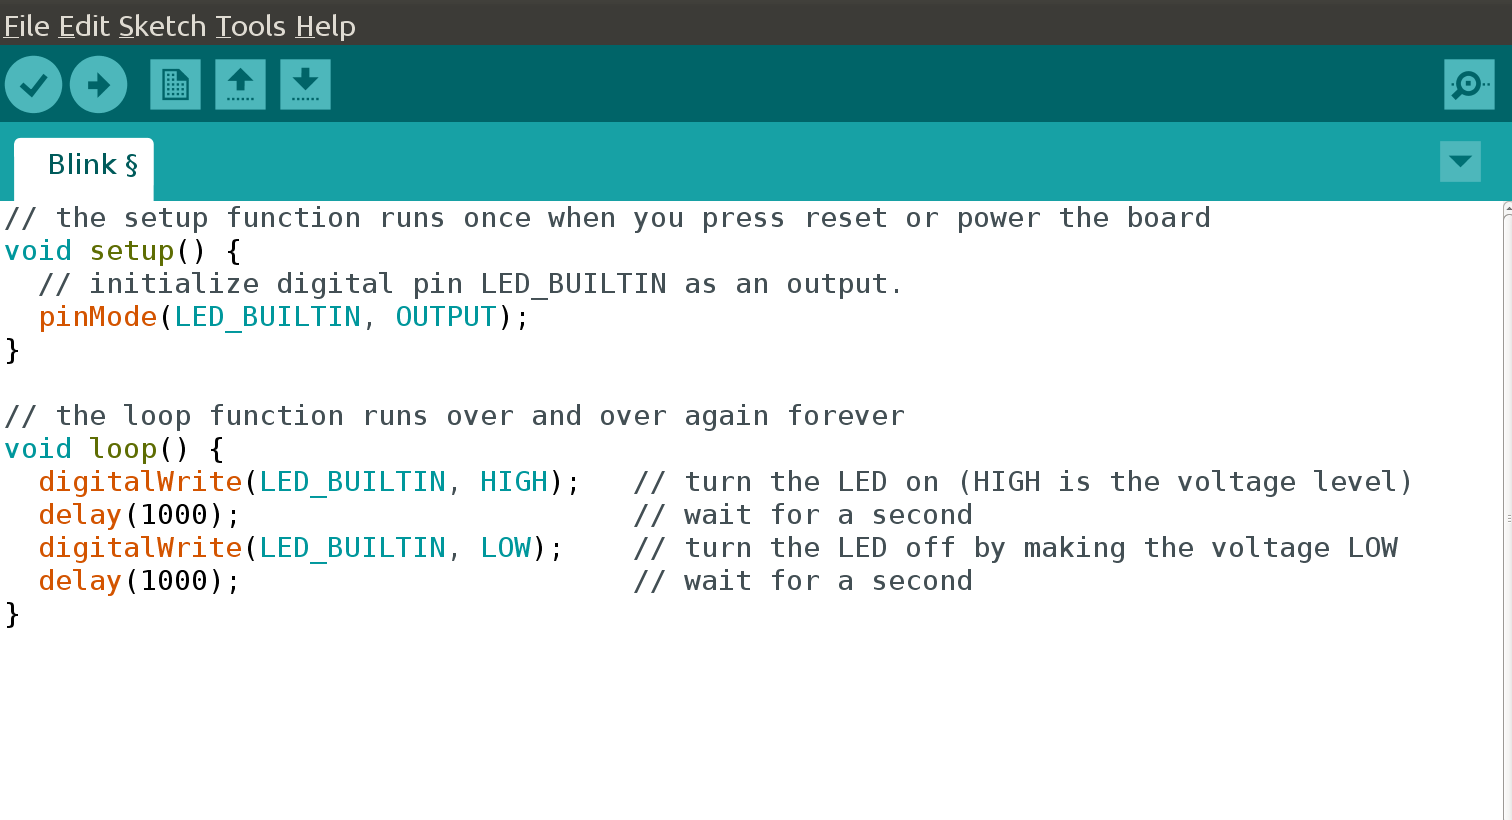 File Edit Sketch Tools Help
Blink §
// the setup function runs once when you press reset or power the board
void setup() {
  // initialize digital pin LED_BUILTIN as an output.
  pinMode(LED_BUILTIN, OUTPUT);
}
// the loop function runs over and over again forever
void loop() {
  digitalWrite(LED_BUILTIN, HIGH);   // turn the LED on (HIGH is the voltage level)
  delay(1000);                       // wait for a second
  digitalWrite(LED_BUILTIN, LOW);    // turn the LED off by making the voltage LOW
  delay(1000);                       // wait for a second
}